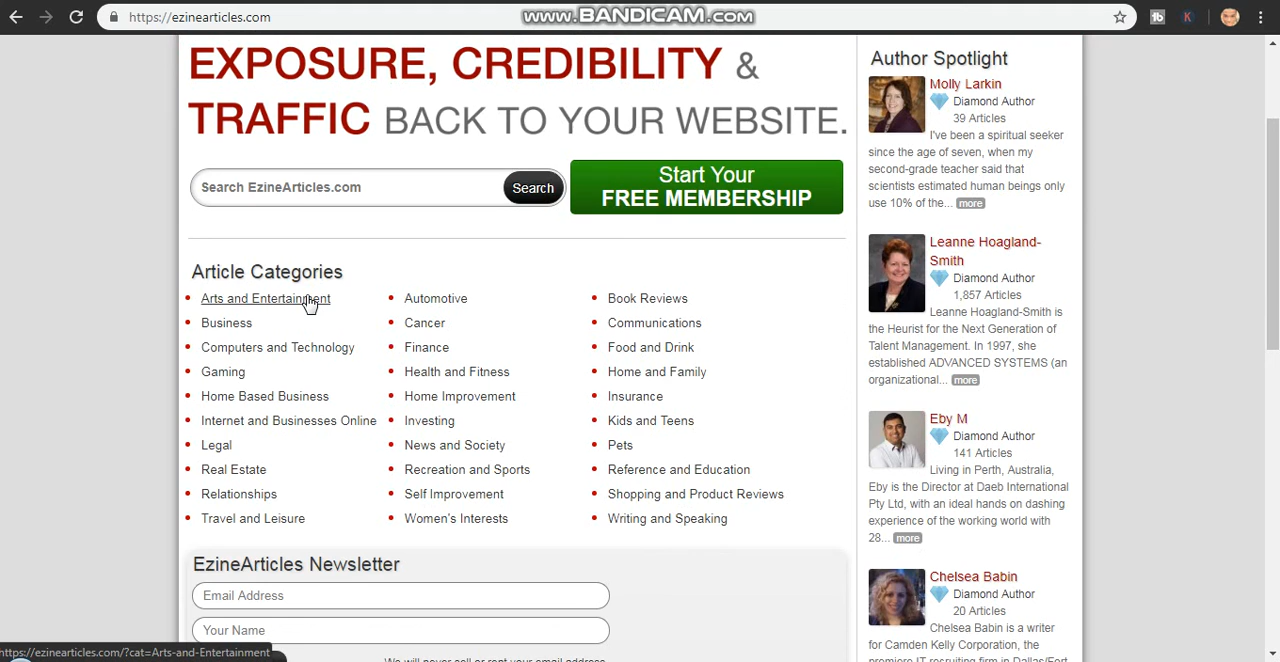 https://ezinearticles.com
www.BANDICAM.com
EXPOSURE, CREDIBILITY &
TRAFFIC BACK TO YOUR WEBSITE.
Search EzineArticles.com
Search
Start Your
FREE MEMBERSHIP
Article Categories
Arts and Entertainment
Automotive
Book Reviews
Business
Cancer
Communications
Computers and Technology
Finance
Food and Drink
Gaming
Health and Fitness
Home and Family
Home Based Business
Home Improvement
Insurance
Internet and Businesses Online
Investing
Kids and Teens
Legal
News and Society
Pets
Real Estate
Recreation and Sports
Reference and Education
Relationships
Self Improvement
Shopping and Product Reviews
Travel and Leisure
Women's Interests
Writing and Speaking
EzineArticles Newsletter
Email Address
Your Name
We will never sell or rent your email address
Author Spotlight
Molly Larkin
Diamond Author
39 Articles
I've been a spiritual seeker
since the age of seven, when my
second-grade teacher said that
scientists estimated human beings only
use 10% of the... more
Leanne Hoagland-
Smith
Diamond Author
1,857 Articles
Leanne Hoagland-Smith is
the Heurist for the Next Generation of
Talent Management. In 1997, she
established ADVANCED SYSTEMS (an
organizational... more
Eby M
Diamond Author
141 Articles
Living in Perth, Australia,
Eby is the Director at Daeb International
Pty Ltd, with an ideal hands on dashing
experience of the working world with
28... more
Chelsea Babin
Diamond Author
20 Articles
Chelsea Babin is a writer
for Camden Kelly Corporation, the
premiere IT recruiting firm in Dallas/Fort
https://ezinearticles.com/?cat=Arts-and-Entertainment